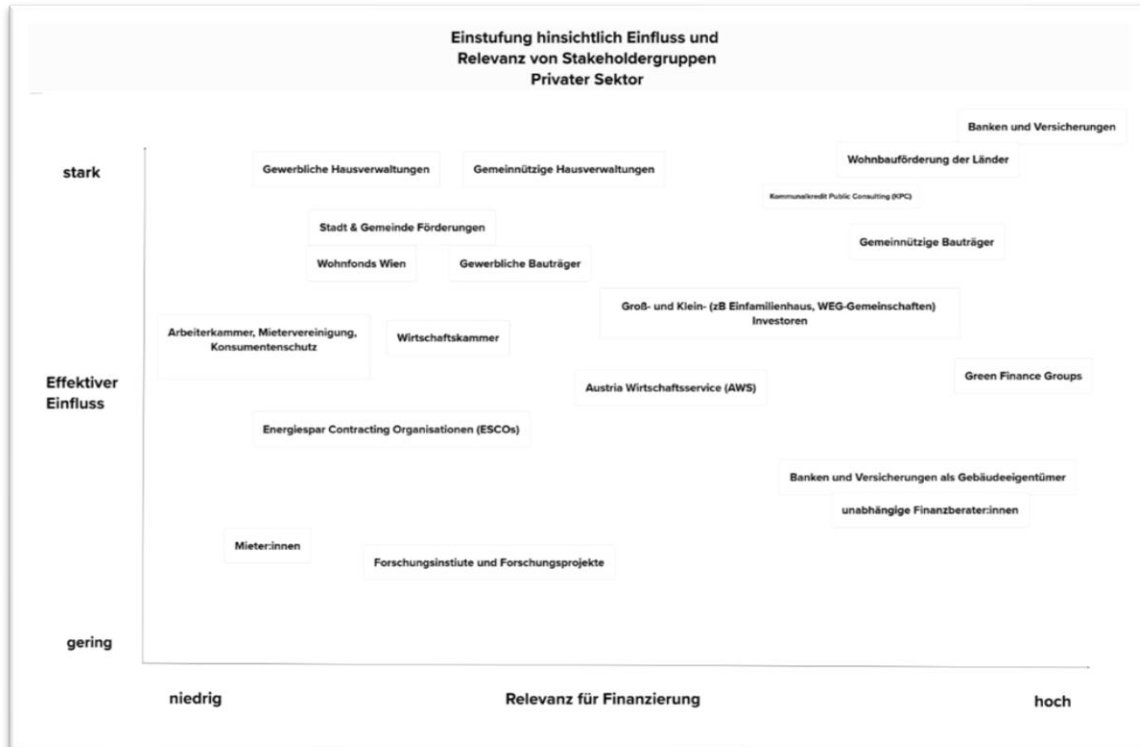 Einstufung hinsichtlich Einfluss und
Relevanz von Stakeholdergruppen
Privater Sektor
Banken und Versicherungen
stark
Gewerbliche Hausverwaltungen
Gemeinnützige Hausverwaltungen
Wohnbauförderung der Länder
Kommunalkredit Public Consulting (KPC)
Stadt & Gemeinde Förderungen
Gemeinnützige Bauträger
Wohnfonds Wien
Gewerbliche Bauträger
Groß- und Klein- (zB Einfamilienhaus, WEG-Gemeinschaften)
Investoren
Arbeiterkammer, Mietervereinigung,
Konsumentenschutz
Wirtschaftskammer
Effektiver
Einfluss
Austria Wirtschaftsservice (AWS)
Green Finance Groups
Energiespar Contracting Organisationen (ESCOs)
Banken und Versicherungen als Gebäudeeigentümer
unabhängige Finanzberater:innen
Mieter:innen
Forschungsinstiute und Forschungsprojekte
gering
niedrig
Relevanz für Finanzierung
hoch